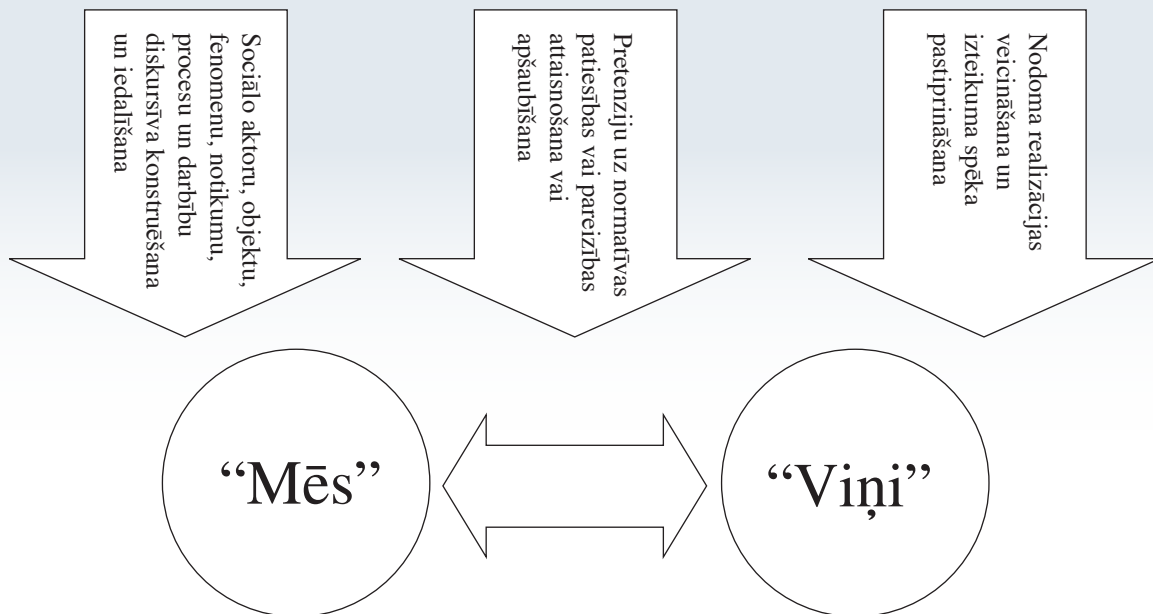 Sociālo aktoru, objektu,
fenomenu, notikumu,
procesu un darbību
diskursīva konstruēšana
un iedalīšana
Pretenziju uz normatīvas
patiesības vai pareizības
attaisnošana vai
apšaubīšana
Nodoma realizācijas
veicināšana un
izteikuma spēka
pastiprināšana
“Mēs”
“Viņi”